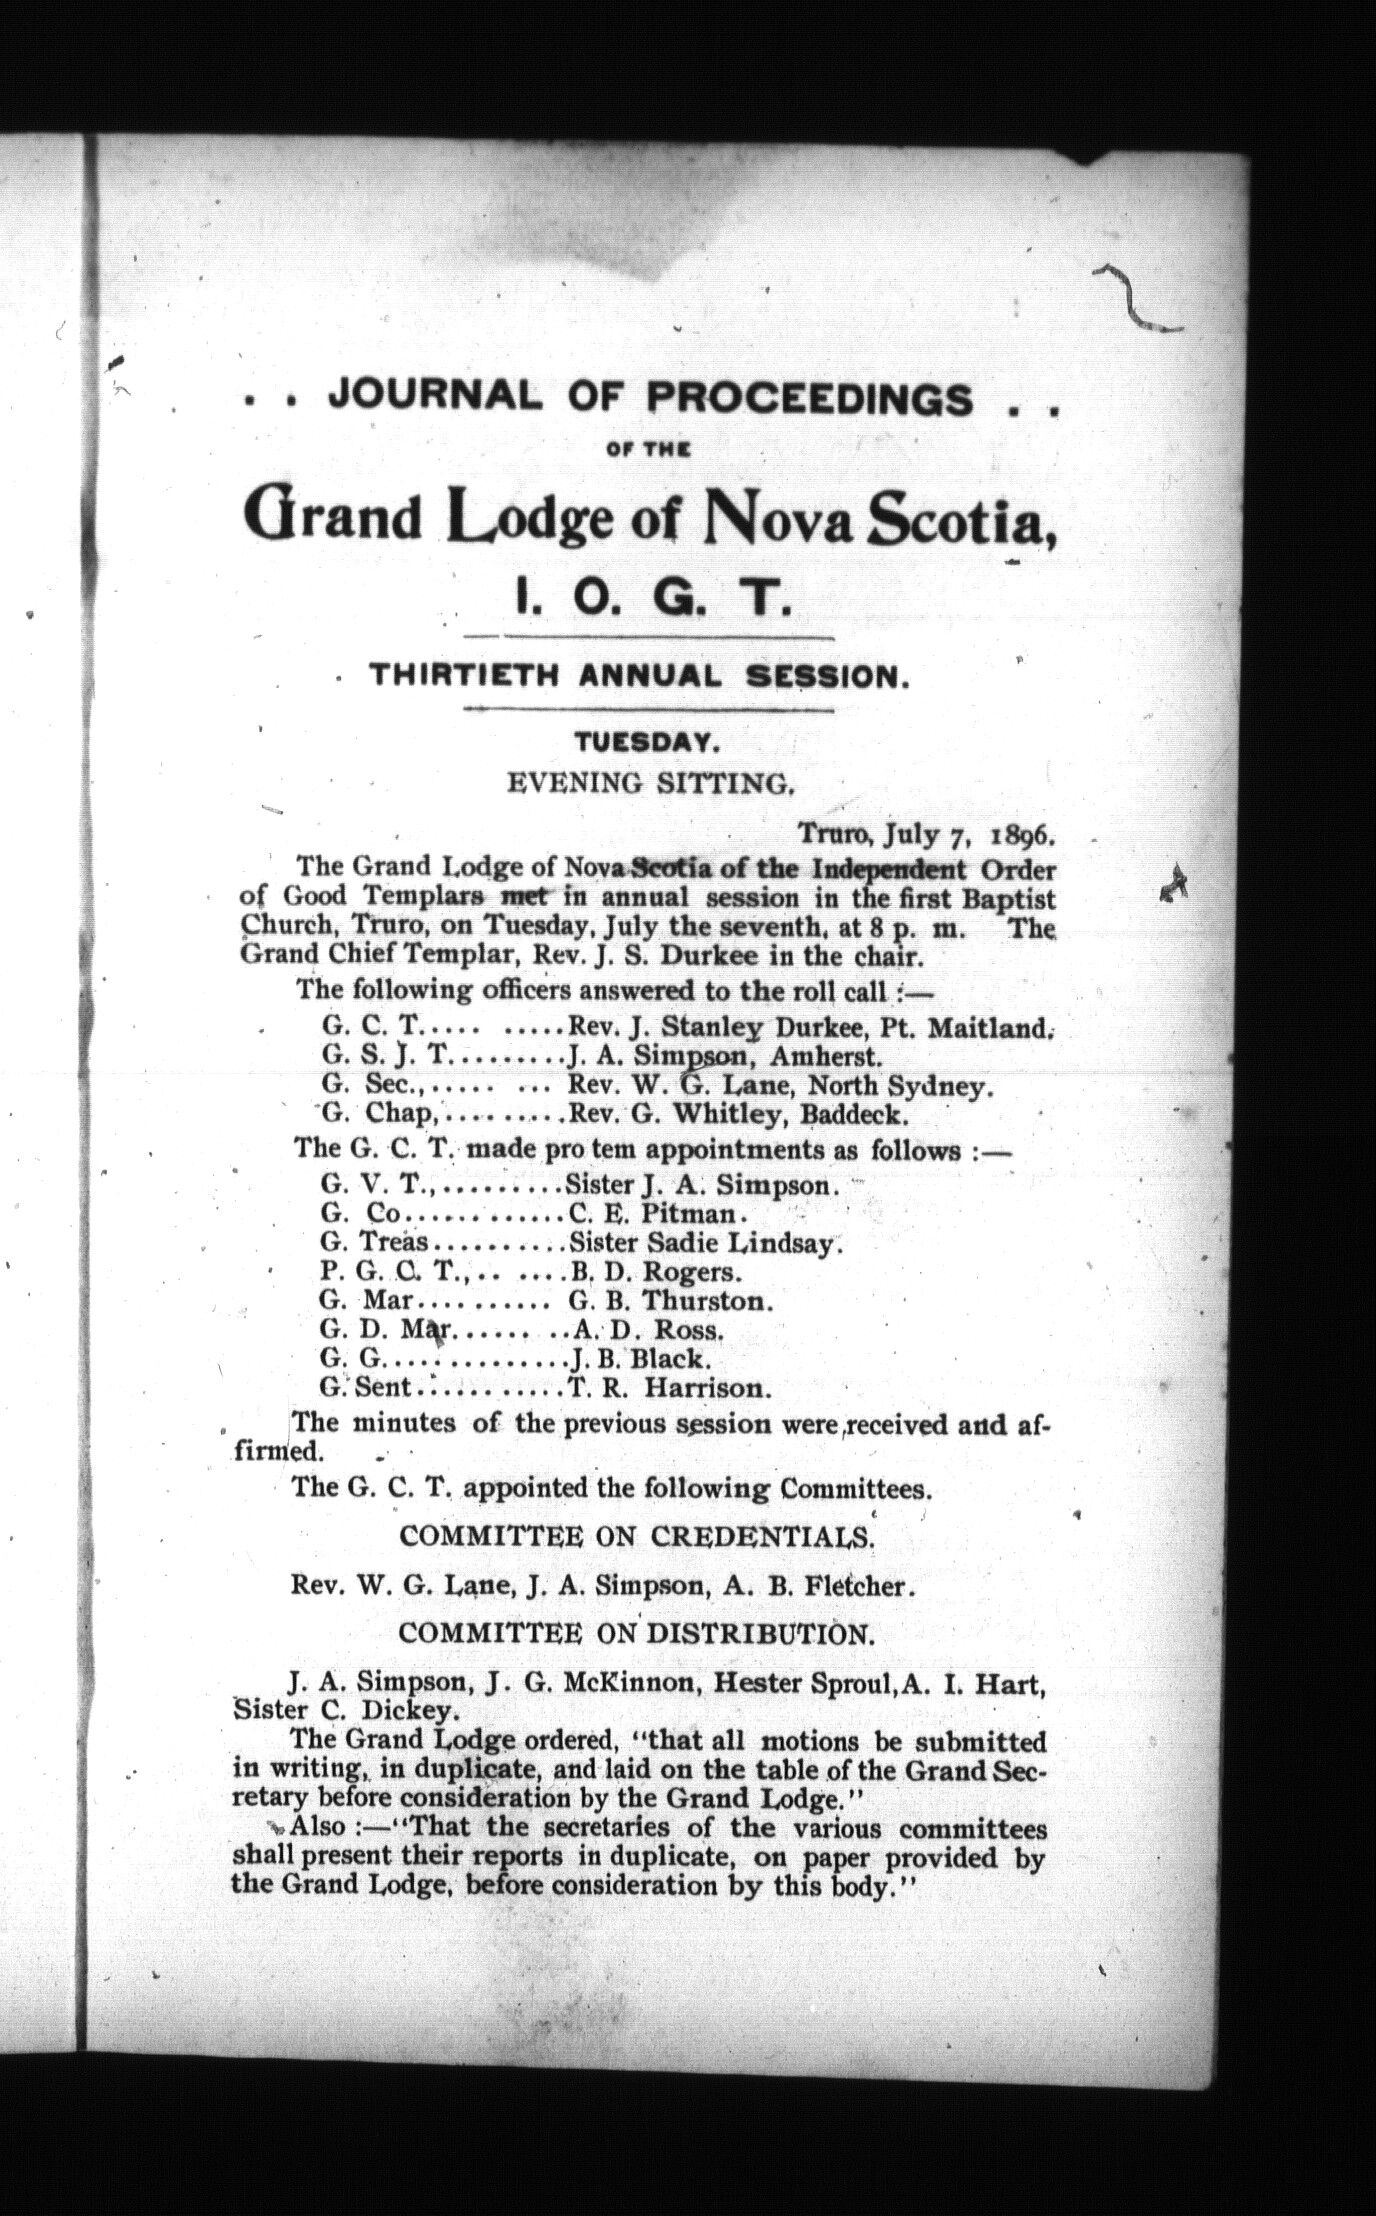 . . JOURNAL OF PROCEEDINGS . .
OF THE
Grand Lodge of Nova Scotia,
I. O. G. T.
THIRTIETH ANNUAL SESSION.
TUESDAY.
EVENING SITTING.
Truro, July 7, 1896.
The Grand Lodge of Nova Scotia of the Independent Order
of Good Templars met in annual session in the first Baptist
Church, Truro, on Tuesday, July the seventh, at 8 p. m. The
Grand Chief Templar, Rev. J. S. Durkee in the chair.
The following officers answered to the roll call :—
G. C. T..... .....Rev. J. Stanley Durkee, Pt. Maitland.
G. S. J. T.........J. A. Simpson, Amherst.
G. Sec.,..... ... Rev. W. G. Lane, North Sydney.
G. Chap,.........Rev. G. Whitley, Baddeck.
The G. C. T. made pro tem appointments as follows :—
G. V. T.,.........Sister J. A. Simpson.
G. Co............C. E. Pitman.
G. Treas..........Sister Sadie Lindsay.
P. G. C. T.,.. ....B. D. Rogers.
G. Mar.......... G. B. Thurston.
G. D. Mar...... ..A. D. Ross.
G. G..............J. B. Black.
G. Sent...........T. R. Harrison.
The minutes of the previous session were received and af-
firmed.
The G. C. T. appointed the following Committees.
COMMITTEE ON CREDENTIALS.
Rev. W. G. Lane, J. A. Simpson, A. B. Fletcher.
COMMITTEE ON DISTRIBUTION.
J. A. Simpson, J. G. McKinnon, Hester Sproul, A. I. Hart,
Sister C. Dickey.
The Grand Lodge ordered, "that all motions be submitted
in writing, in duplicate, and laid on the table of the Grand Sec-
retary before consideration by the Grand Lodge."
Also :—"That the secretaries of the various committees
shall present their reports in duplicate, on paper provided by
the Grand Lodge, before consideration by this body."